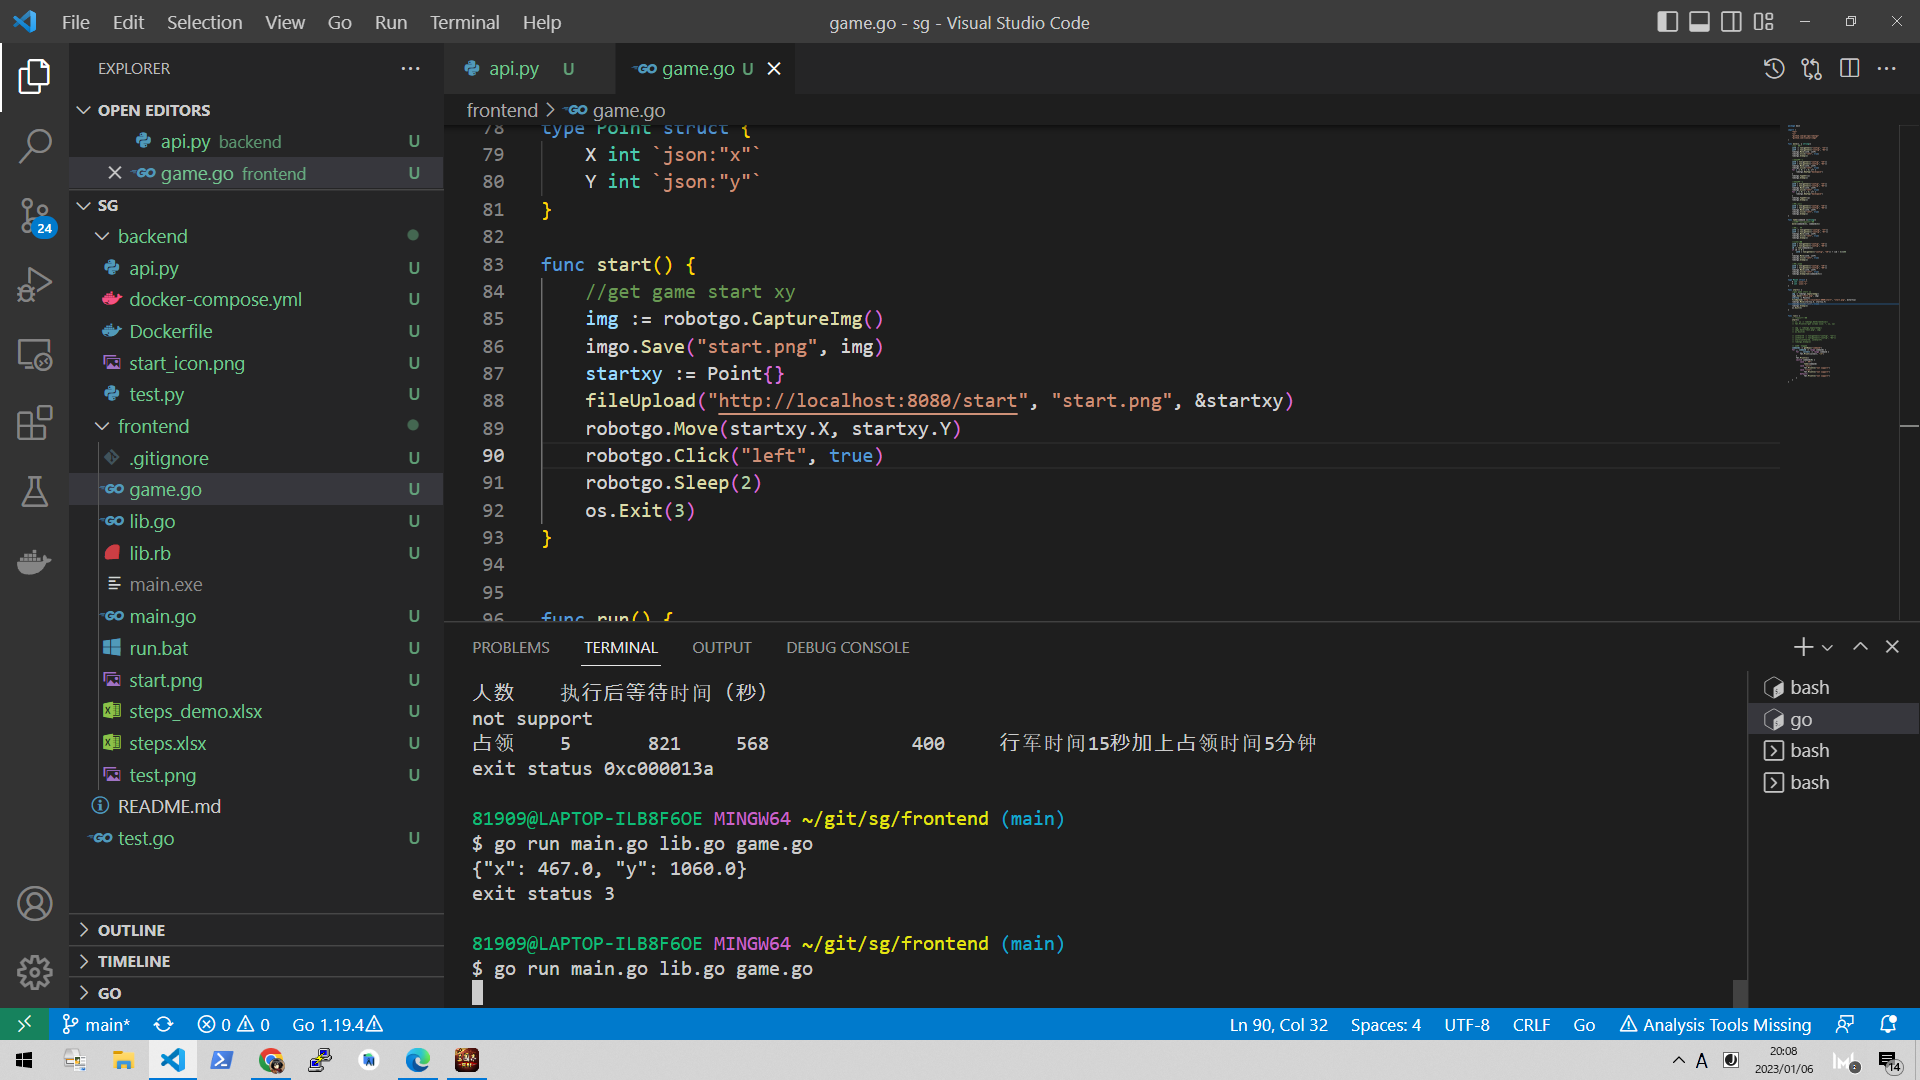 File Edit Selection View Go Run Terminal Help
game.go - sg - Visual Studio Code
EXPLORER
OPEN EDITORS
api.py backend U
game.go frontend U
SG
backend
api.py U
docker-compose.yml U
Dockerfile U
start_icon.png U
test.py U
frontend
.gitignore U
game.go U
lib.go U
lib.rb U
main.exe
main.go U
run.bat U
start.png U
steps_demo.xlsx U
steps.xlsx U
test.png U
README.md
test.go U
OUTLINE
TIMELINE
GO
24
api.py U
game.go U
frontend > game.go
78 type Point struct {
79 X int `json:"x"`
80 Y int `json:"y"`
81 }
82
83 func start() {
84 //get game start xy
85 img := robotgo.CaptureImg()
86 imgo.Save("start.png", img)
87 startxy := Point{}
88 fileUpload("http://localhost:8080/start", "start.png", &startxy)
89 robotgo.Move(startxy.X, startxy.Y)
90 robotgo.Click("left", true)
91 robotgo.Sleep(2)
92 os.Exit(3)
93 }
94
95
96 func run() {
PROBLEMS TERMINAL OUTPUT DEBUG CONSOLE
人数 执行后等待时间（秒）
not support
占领 5 821 568 400 行军时间15秒加上占领时间5分钟
exit status 0xc000013a
81909@LAPTOP-ILB8F6OE MINGW64 ~/git/sg/frontend (main)
$ go run main.go lib.go game.go
{"x": 467.0, "y": 1060.0}
exit status 3
81909@LAPTOP-ILB8F6OE MINGW64 ~/git/sg/frontend (main)
$ go run main.go lib.go game.go
bash
go
bash
bash
main* 0 0 Go 1.19.4
Ln 90, Col 32 Spaces: 4 UTF-8 CRLF Go Analysis Tools Missing
A
20:08
2023/01/06
14